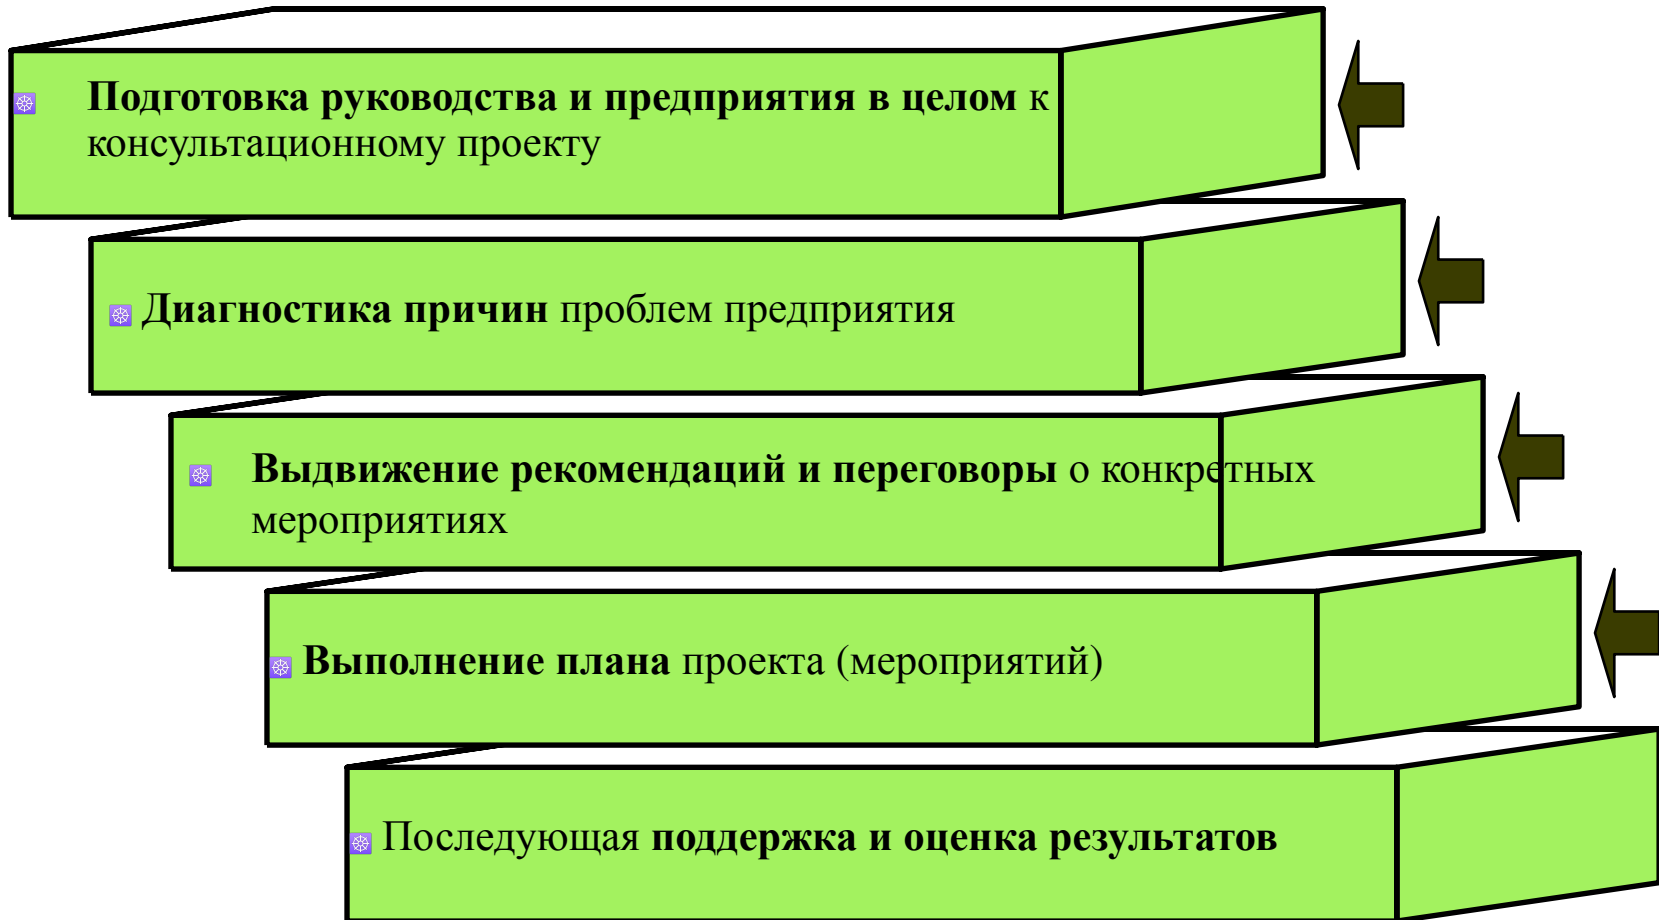 Подготовка руководства и предприятия в целом к
консультационному проекту
Диагностика причин проблем предприятия
Выдвижение рекомендаций и переговоры о конкретных
мероприятиях
Выполнение плана проекта (мероприятий)
Последующая поддержка и оценка результатов